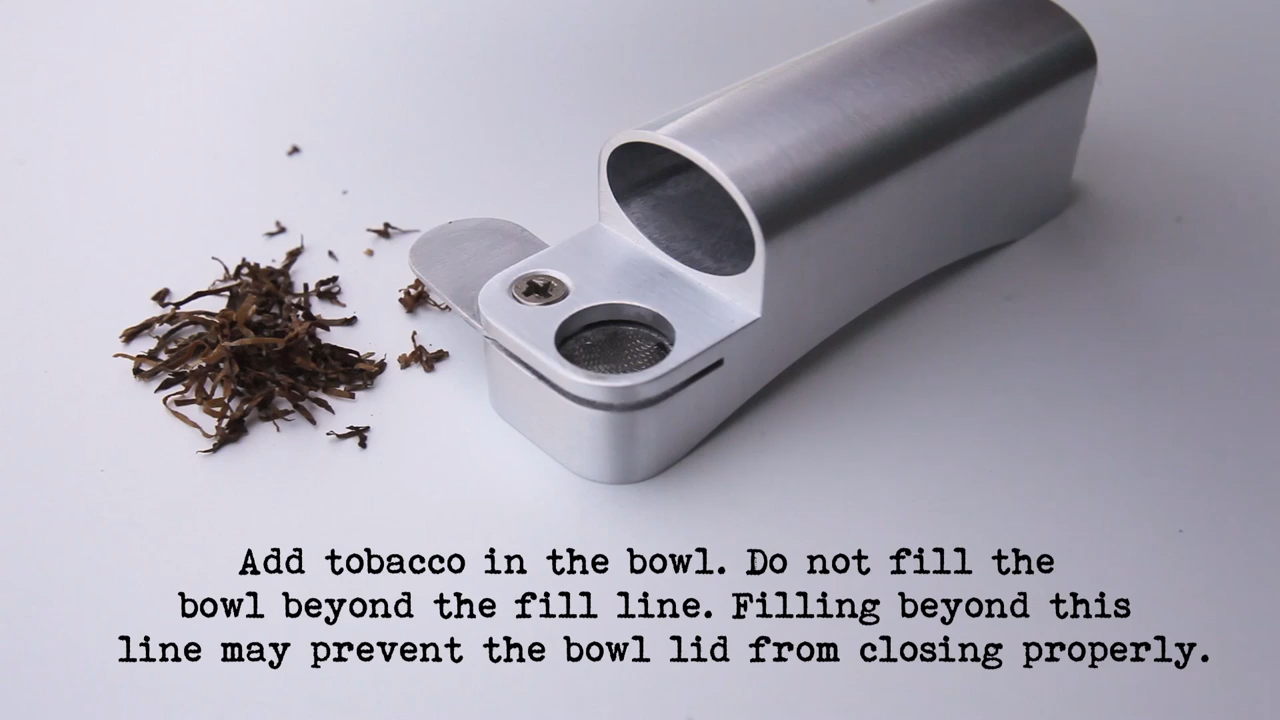 Add tobacco in the bowl. Do not fill the
bowl beyond the fill line. Filling beyond this
line may prevent the bowl lid from closing properly.